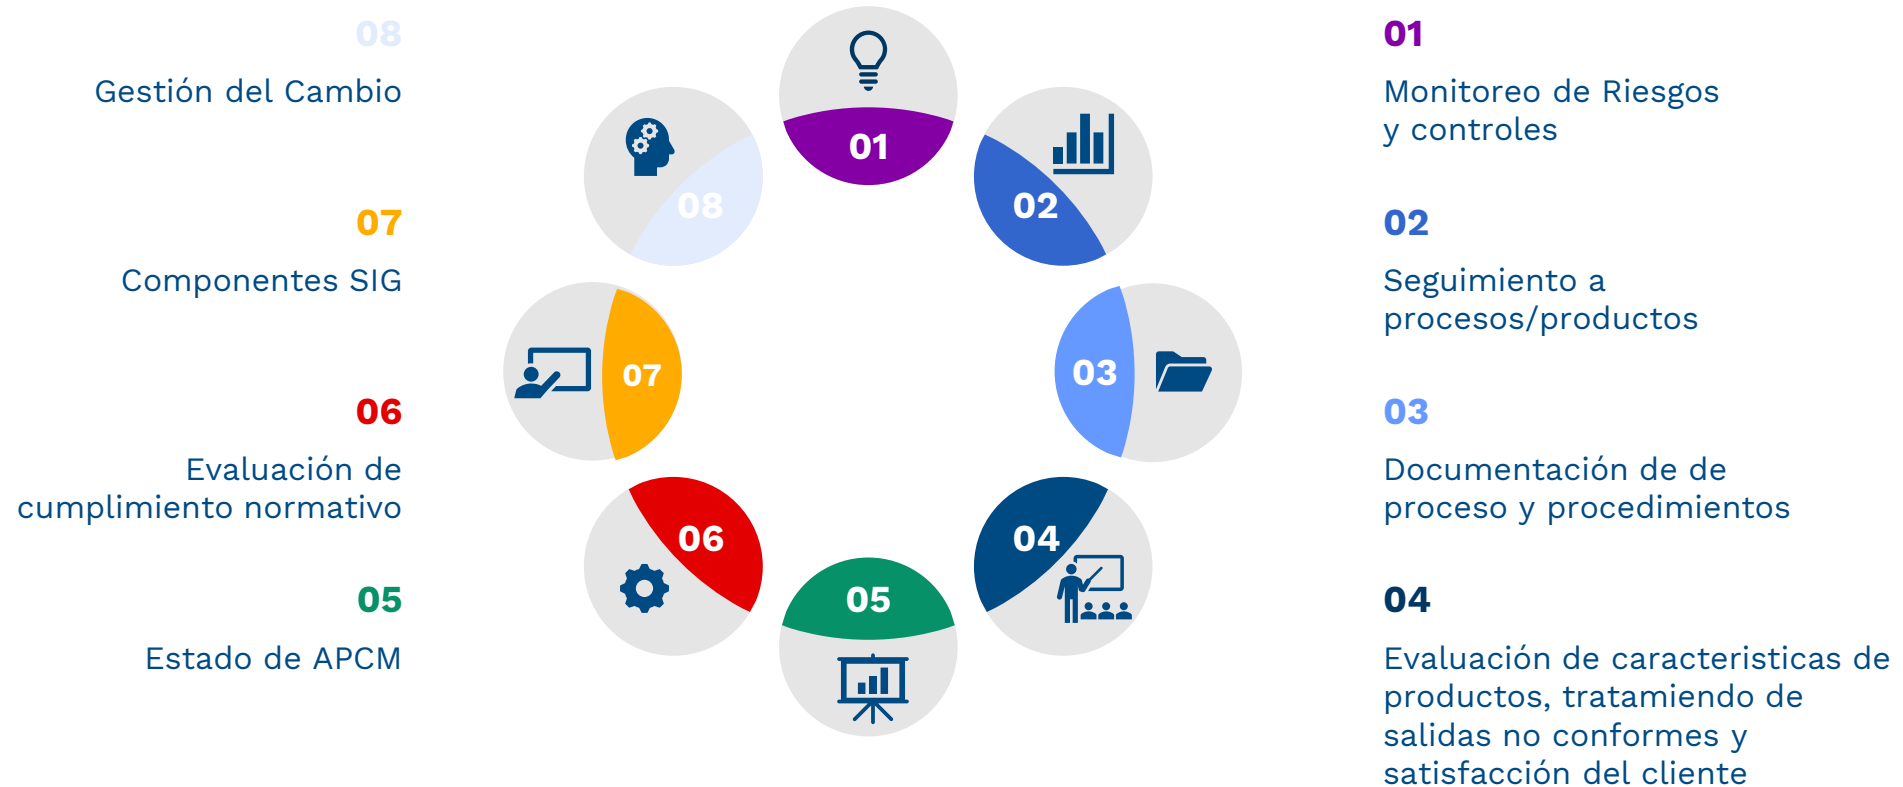 08
Gestión del Cambio
07
Componentes SIG
06
Evaluación de
cumplimiento normativo
05
Estado de APCM
01
02
03
04
05
06
07
08
01
Monitoreo de Riesgos
y controles
02
Seguimiento a
procesos/productos
03
Documentación de de
proceso y procedimientos
04
Evaluación de caracteristicas de
productos, tratamiendo de
salidas no conformes y
satisfacción del cliente